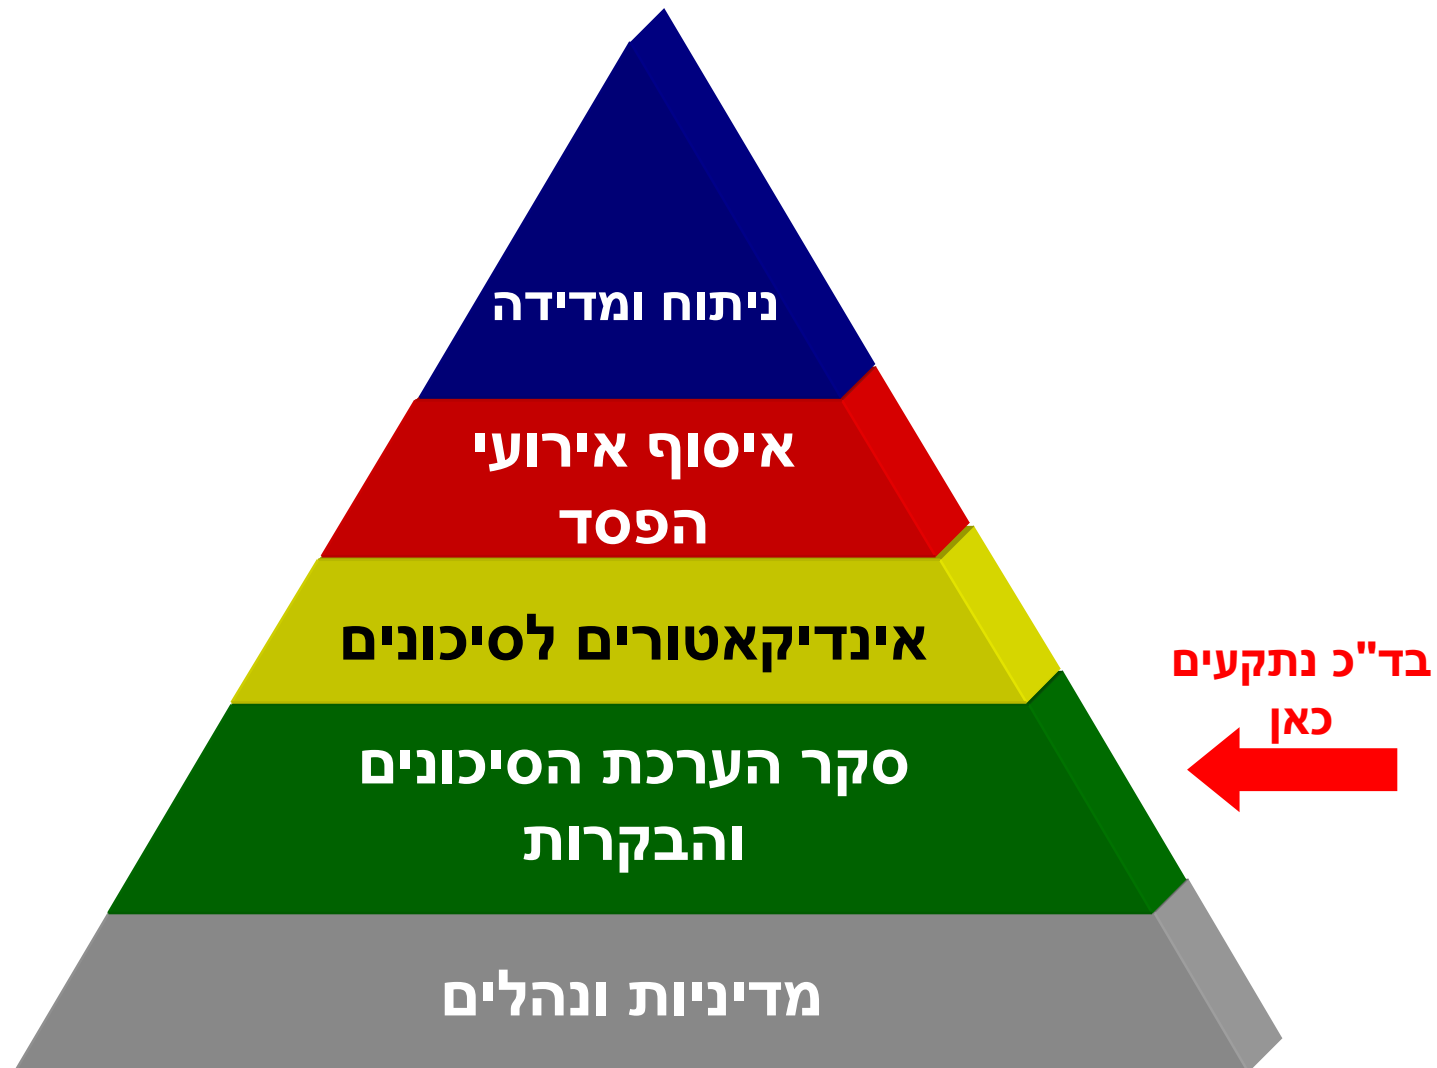 ניתוח ומדידה
איסוף אירועי
הפסד
אינדיקאטורים לסיכונים
בד"כ נתקעים
כאן
סקר הערכת הסיכונים
והבקרות
מדיניות ונהלים